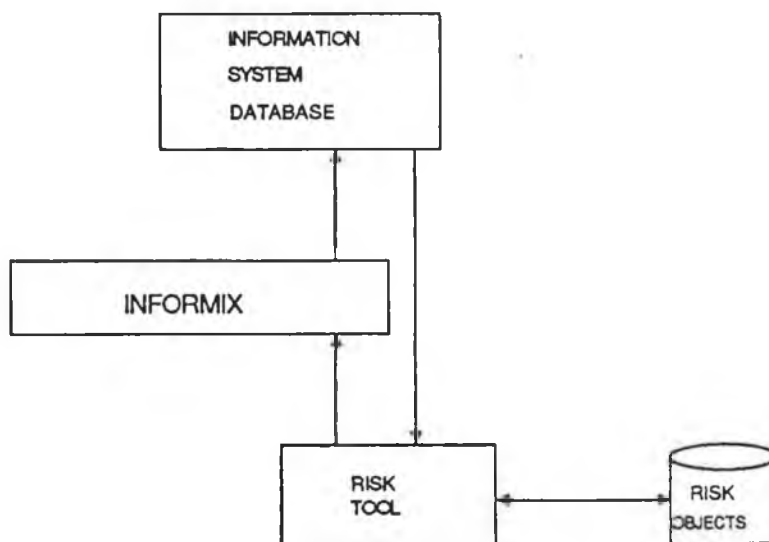 INFORMATION
SYSTEM
DATABASE
INFORMIX
RISK
TOOL
RISK
OBJECTS